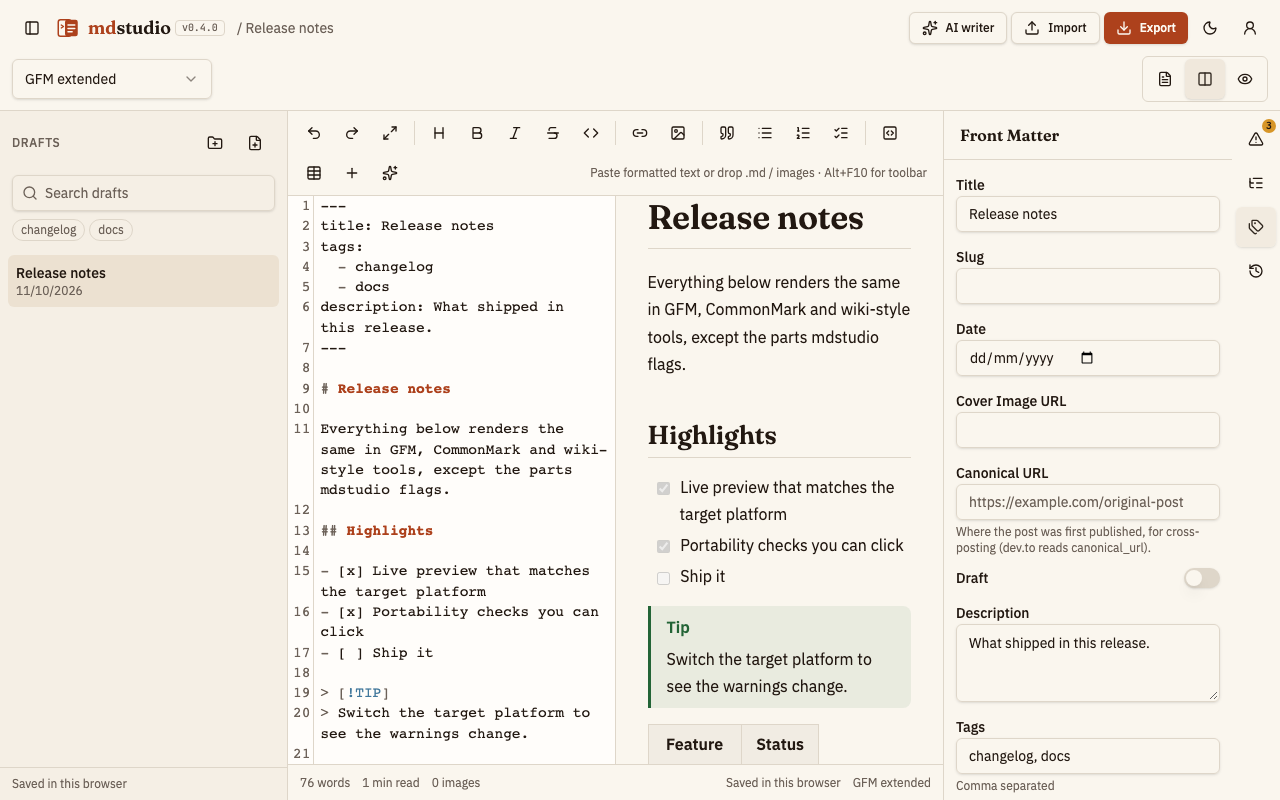 mdstudio v0.4.0 / Release notes
AI writer Import Export
GFM extended
DRAFTS
Search drafts
changelog docs
Release notes
11/10/2026
Saved in this browser
Paste formatted text or drop .md / images · Alt+F10 for toolbar
1 ---
2 title: Release notes
3 tags:
4 - changelog
5 - docs
6 description: What shipped in
this release.
7 ---
8
9 # Release notes
10
11 Everything below renders the
same in GFM, CommonMark and wiki-
style tools, except the parts
mdstudio flags.
12
13 ## Highlights
14
15 - [x] Live preview that matches
the target platform
16 - [x] Portability checks you can
click
17 - [ ] Ship it
18
19 > [!TIP]
20 > Switch the target platform to
see the warnings change.
21
Release notes
Everything below renders the same
in GFM, CommonMark and wiki-style
tools, except the parts mdstudio
flags.
Highlights
Live preview that matches the
target platform
Portability checks you can click
Ship it
Tip
Switch the target platform to
see the warnings change.
Feature Status
76 words 1 min read 0 images
Saved in this browser GFM extended
Front Matter
3
Title
Release notes
Slug
Date
dd/mm/yyyy
Cover Image URL
Canonical URL
https://example.com/original-post
Where the post was first published, for cross-
posting (dev.to reads canonical_url).
Draft
Description
What shipped in this release.
Tags
changelog, docs
Comma separated